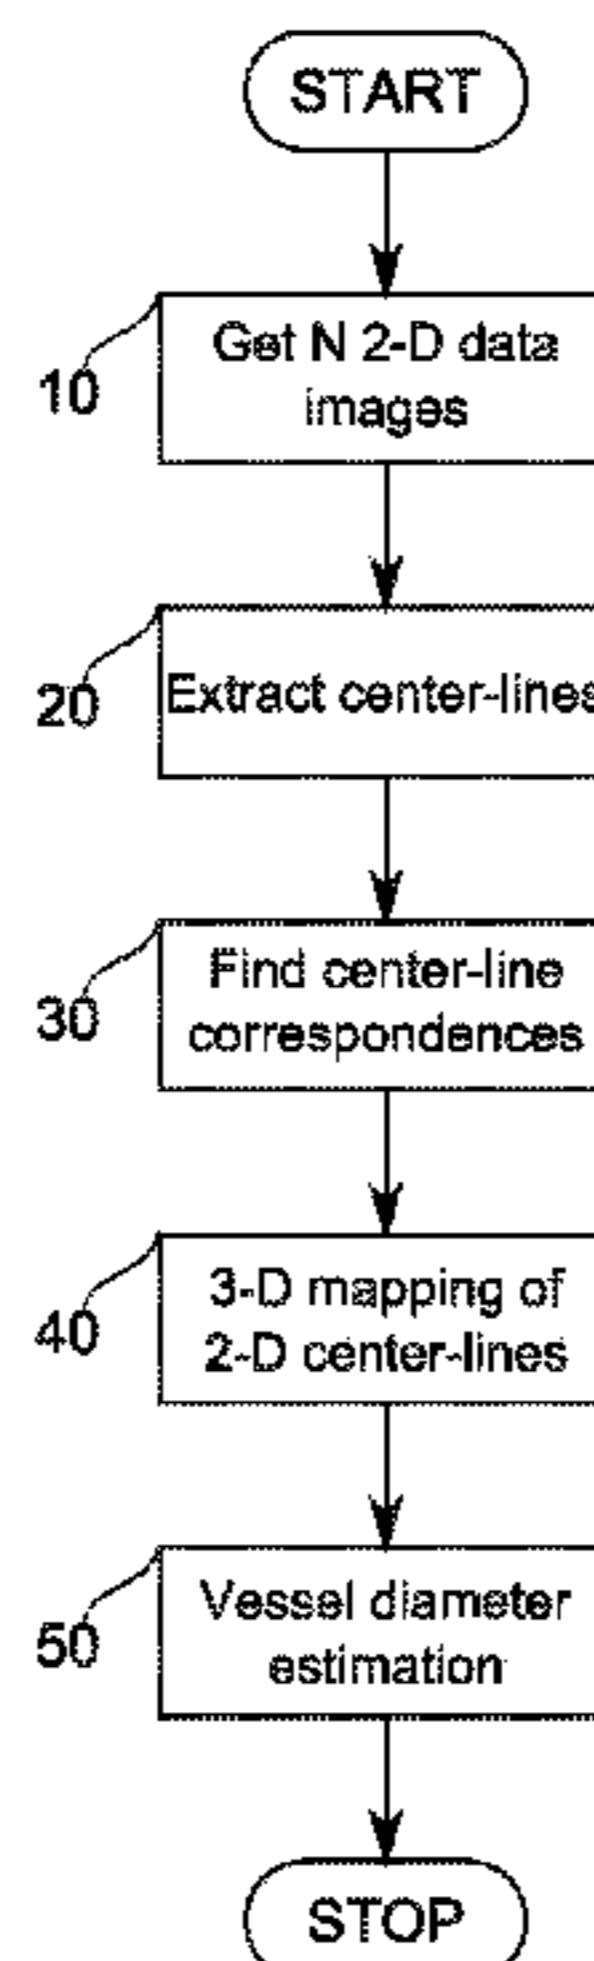 START
10
Get N 2-D data
images
20
Extract center-lines
30
Find center-line
correspondences
40
3-D mapping of
2-D center-lines
50
Vessel diameter
estimation
STOP